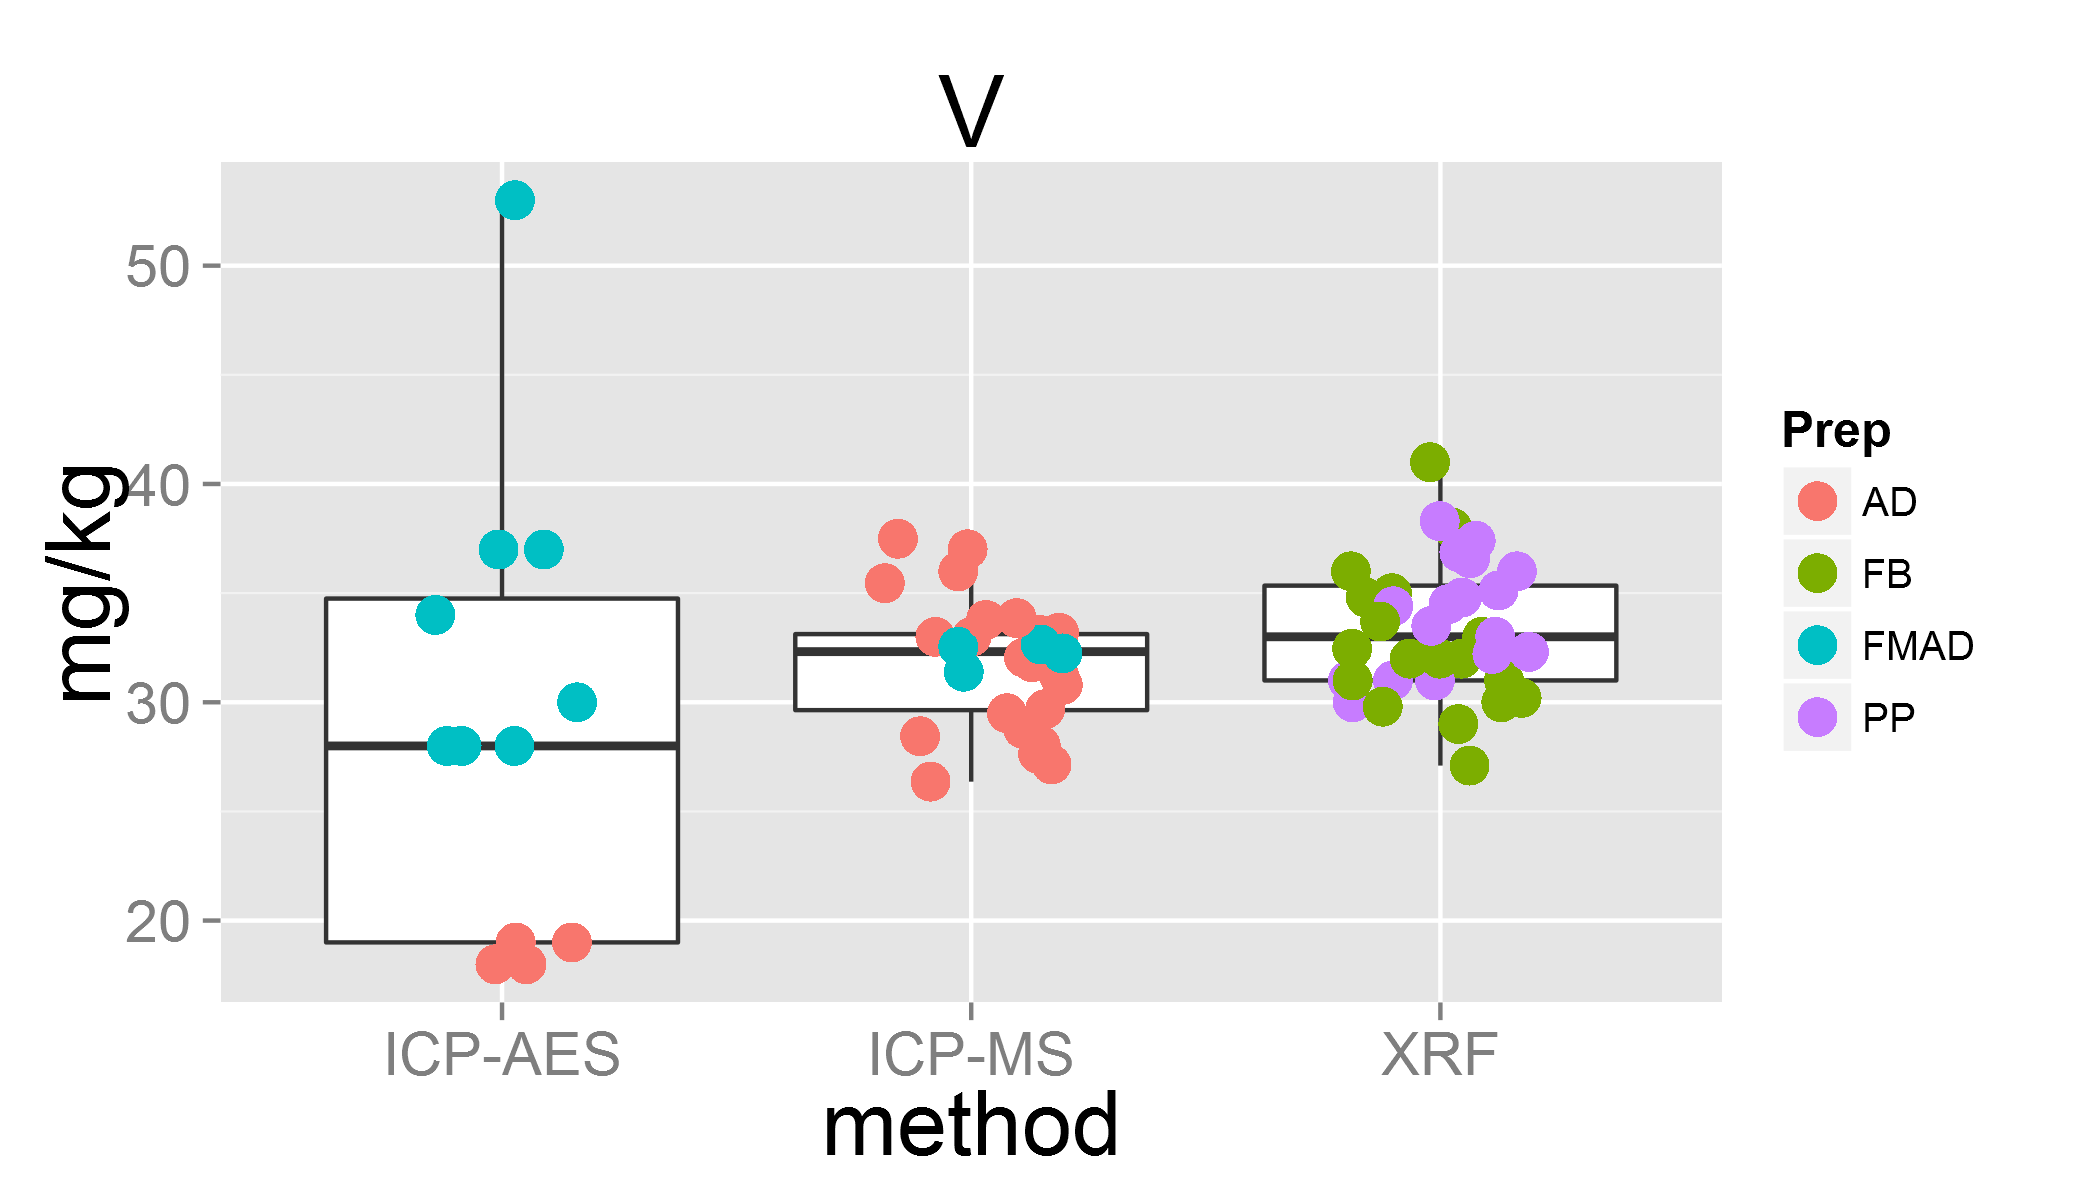 V
50
40
30
20
mg/kg
ICP-AES ICP-MS XRF
method
Prep
AD
FB
FMAD
PP